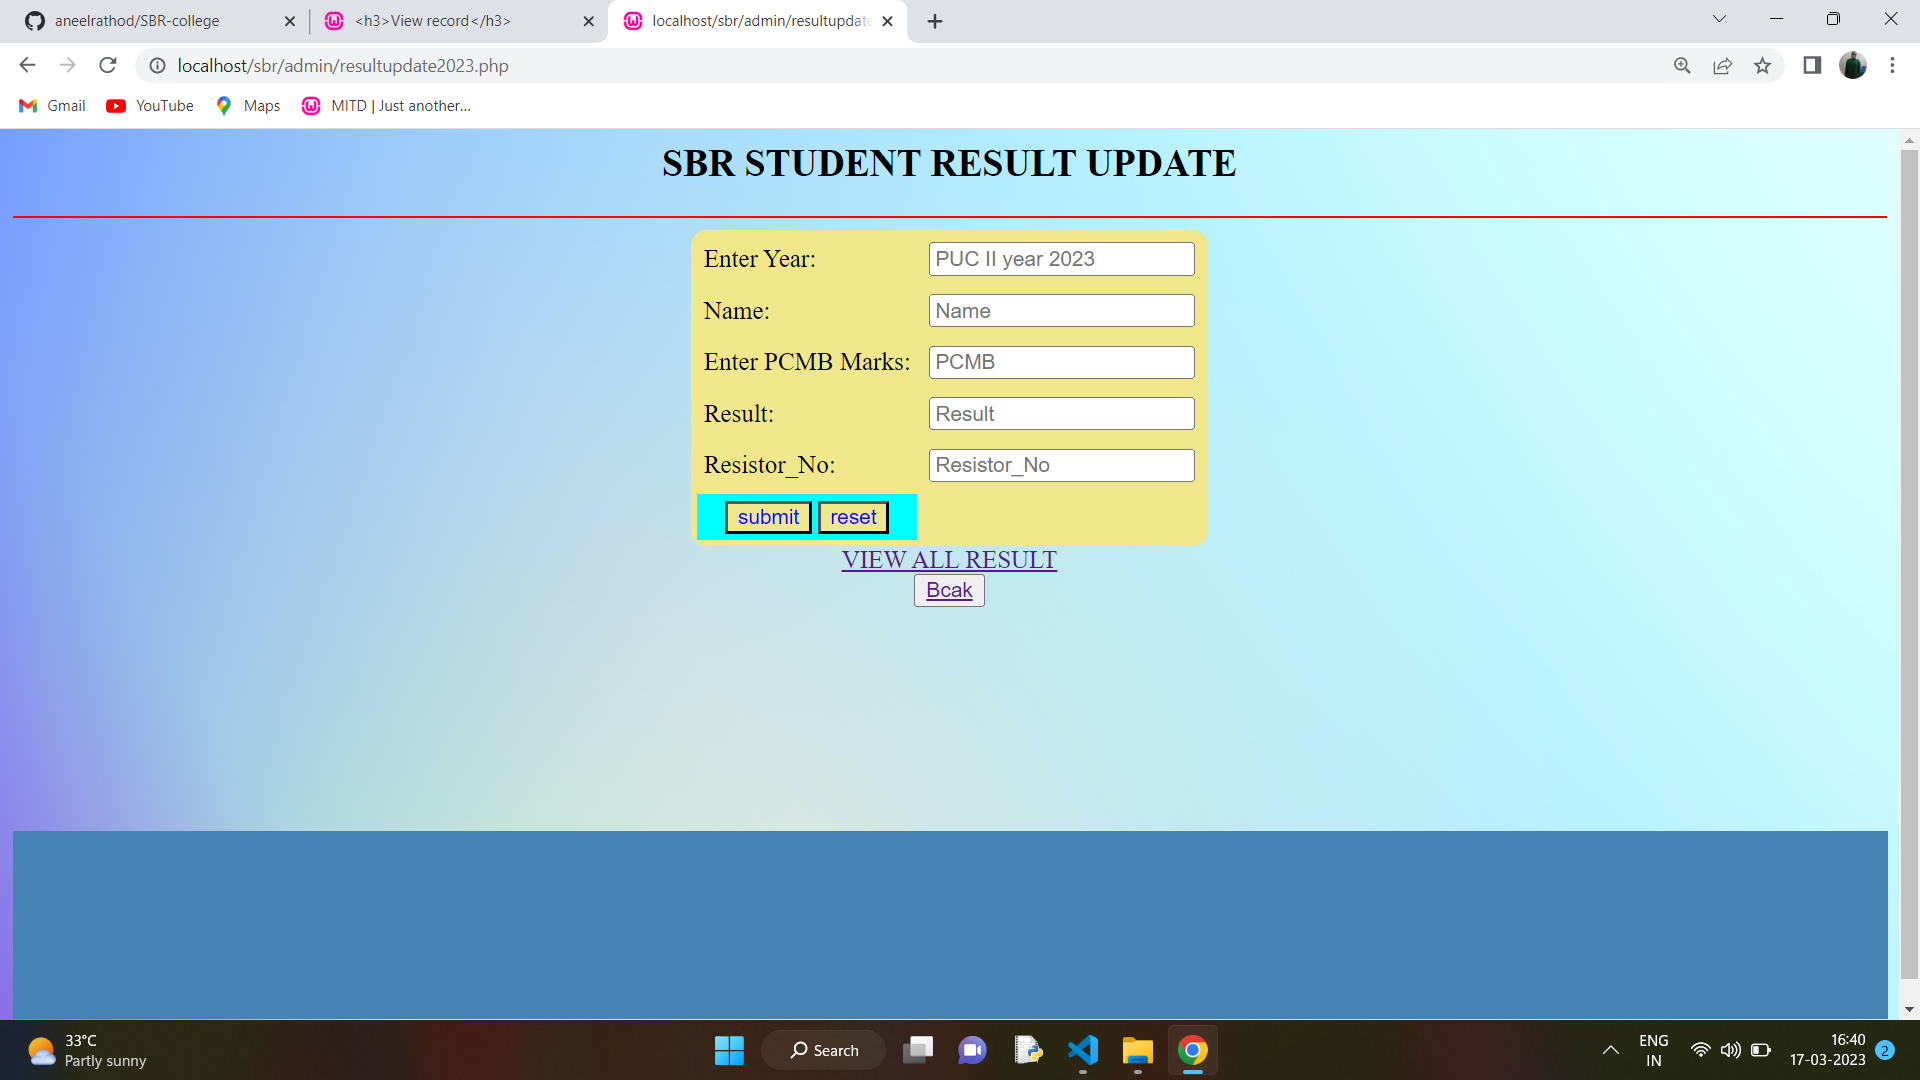 aneelrathod/SBR-college
<h3>View record</h3>
localhost/sbr/admin/resultupdate
localhost/sbr/admin/resultupdate2023.php
Gmail
YouTube
Maps
MITD | Just another...
SBR STUDENT RESULT UPDATE
Enter Year:
PUC II year 2023
Name:
Name
Enter PCMB Marks:
PCMB
Result:
Result
Resistor_No:
Resistor_No
submit
reset
VIEW ALL RESULT
Bcak
33°C
Partly sunny
Search
ENG
IN
16:40
17-03-2023
2